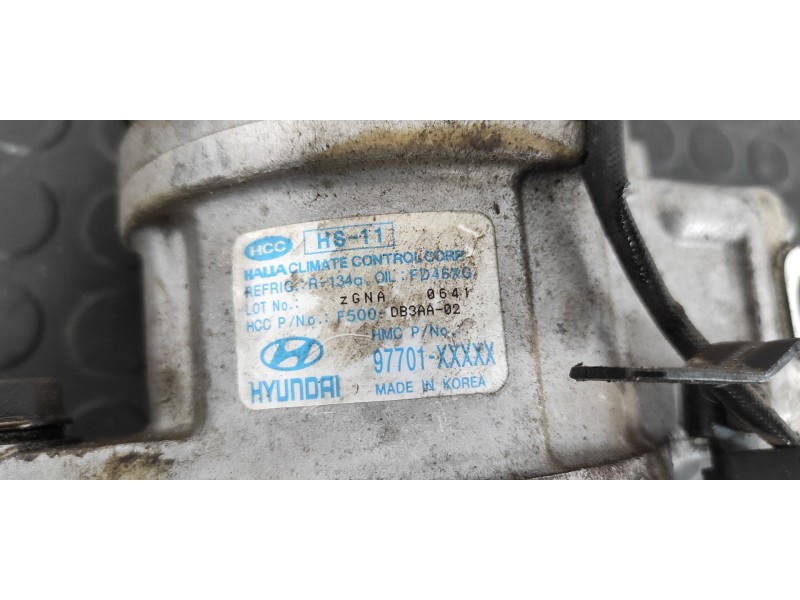 HCC HS-11
HALLA CLIMATE CONTROL CORP.
REFRIG.: R-134a OIL: FD46XG
LOT No.: zGNA 0641
HCC P/No.: F500-DB3AA-02
HMC P/No.:
97701-XXXXX
HYUNDAI MADE IN KOREA